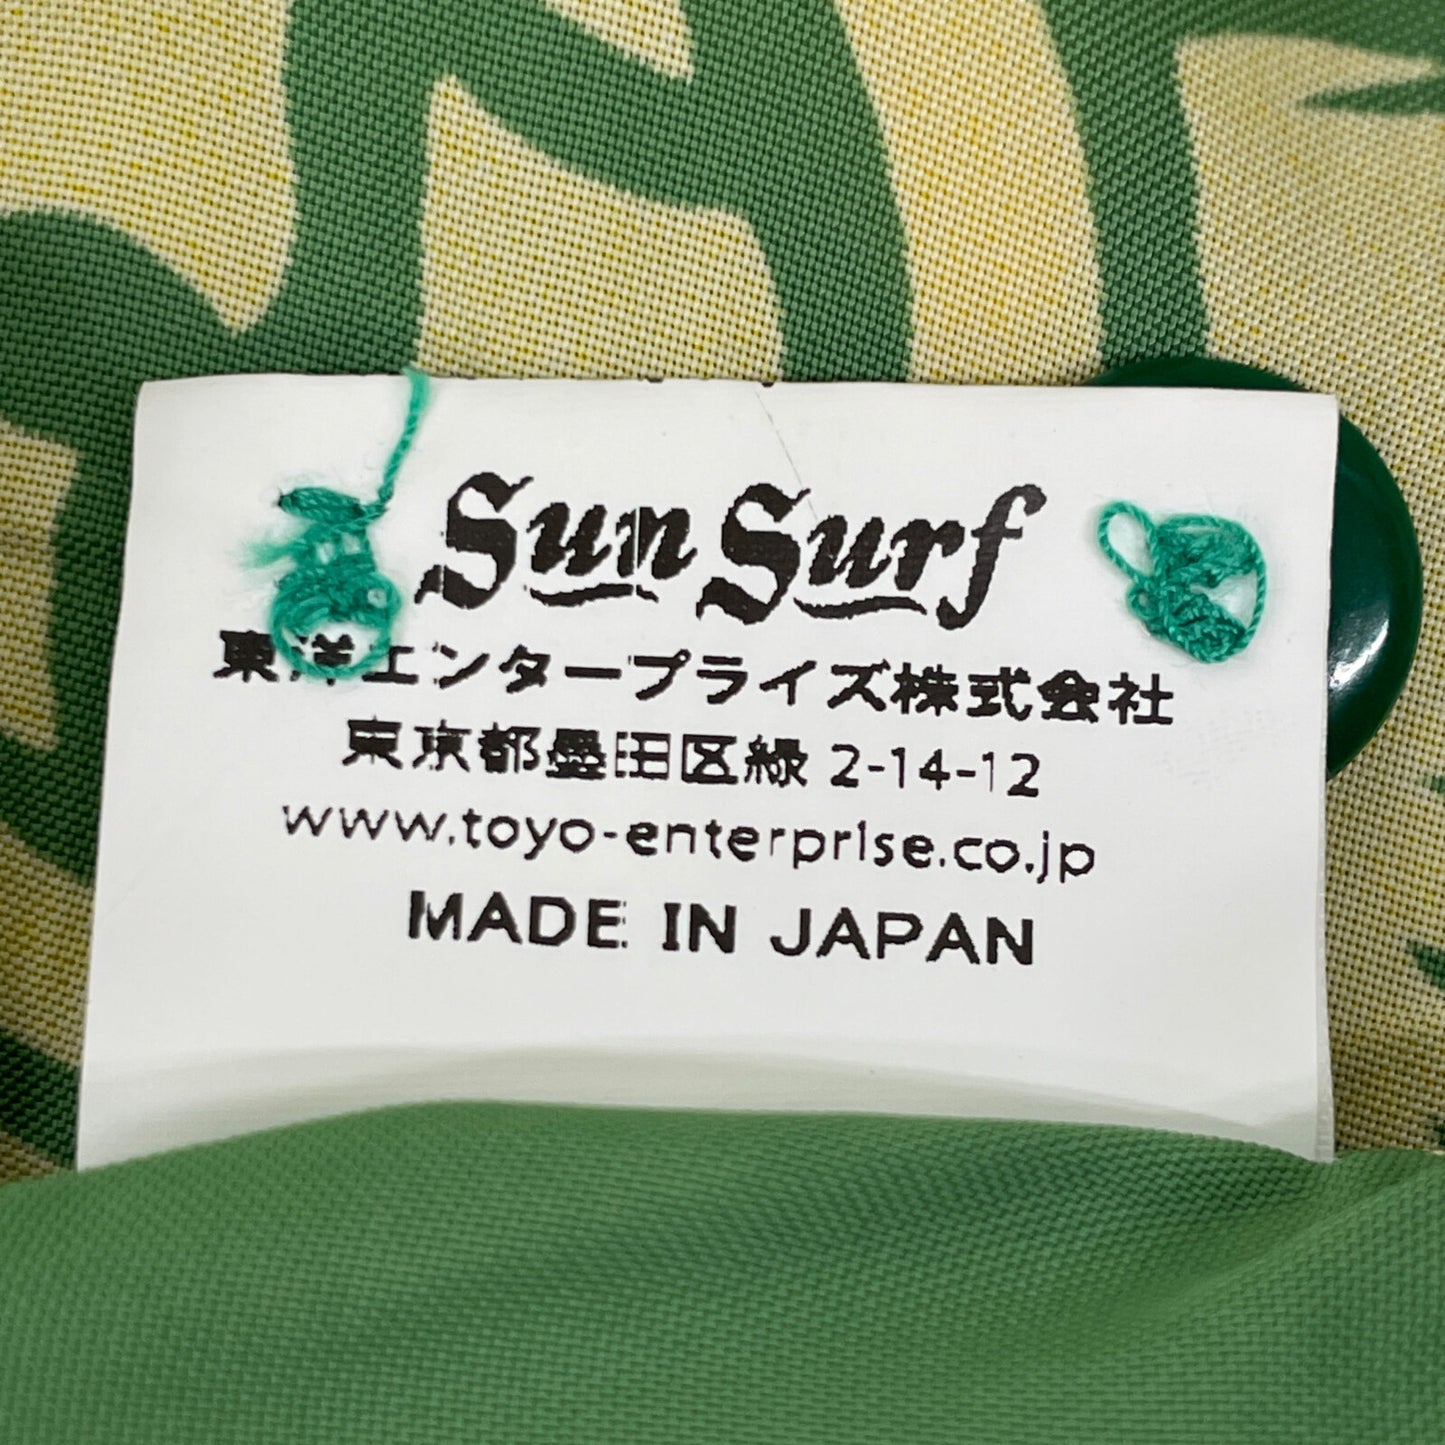 Sun Surf
東洋エンタープライズ株式会社
東京都墨田区緑 2-14-12
www.toyo-enterprise.co.jp
MADE IN JAPAN